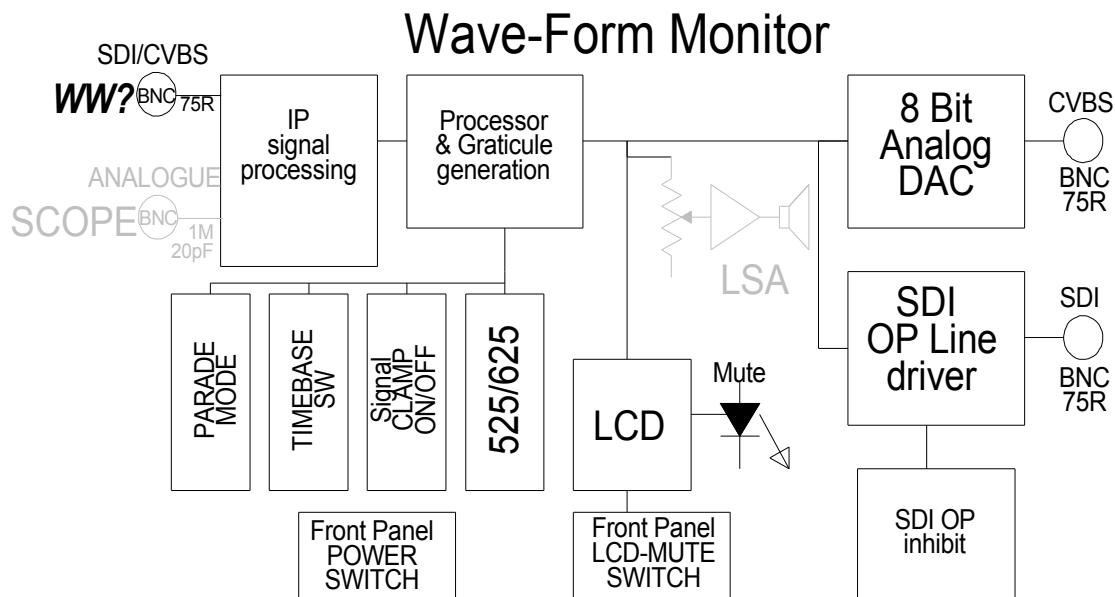 Wave-Form Monitor
SDI/CVBS
WW?
BNC
75R
ANALOGUE
SCOPE
BNC
1M
20pF
IP
signal
processing
Processor
& Graticule
generation
8 Bit
Analog
DAC
CVBS
BNC
75R
LSA
SDI
OP Line
driver
SDI
BNC
75R
PARADE
MODE
TIMEBASE
SW
Signal
CLAMP
ON/OFF
525/625
LCD
Mute
Front Panel
POWER
SWITCH
Front Panel
LCD-MUTE
SWITCH
SDI OP
inhibit